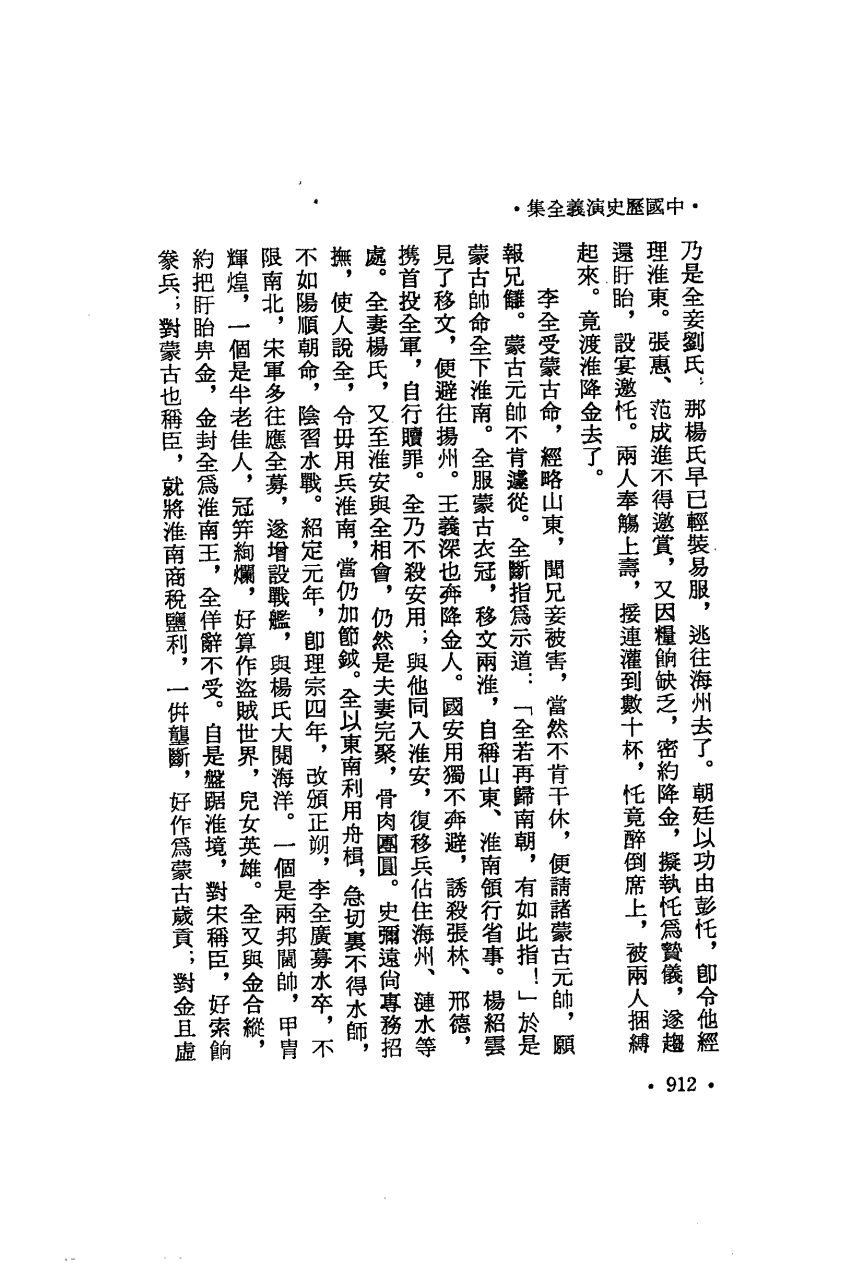 ·中國歷史演義全集·
乃是全妾劉氏，那楊氏早已輕裝易服，逃往海州去了。朝廷以功由彭忔，卽令他經
理淮東。張惠、范成進不得邀賞，又因糧餉缺乏，密約降金，擬執忔爲贄儀，遂趨
還盱眙，設宴邀忔。兩人奉觴上壽，接連灌到數十杯，忔竟醉倒席上，被兩人捆縛
起來。竟渡淮降金去了。
李全受蒙古命，經略山東，聞兄妾被害，當然不肯干休，便請諸蒙古元帥，願
報兄讎。蒙古元帥不肯遽從。全斷指爲示道：「全若再歸南朝，有如此指！」於是
蒙古帥命全下淮南。全服蒙古衣冠，移文兩淮，自稱山東、淮南領行省事。楊紹雲
見了移文，便避往揚州。王義深也奔降金人。國安用獨不奔避，誘殺張林、邢德，
携首投全軍，自行贖罪。全乃不殺安用；與他同入淮安，復移兵佔住海州、漣水等
處。全妻楊氏，又至淮安與全相會，仍然是夫妻完聚，骨肉團圓。史彌遠尙專務招
撫，使人說全，令毋用兵淮南，當仍加節鉞。全以東南利用舟楫，急切裏不得水師，
不如陽順朝命，陰習水戰。紹定元年，卽理宗四年，改頒正朔，李全廣募水卒，不
限南北，宋軍多往應全募，遂增設戰艦，與楊氏大閱海洋。一個是兩邦閫帥，甲冑
輝煌，一個是半老佳人，冠笄絢爛，好算作盜賊世界，兒女英雄。全又與金合縱，
約把盱眙畀金，金封全爲淮南王，全佯辭不受。自是盤踞淮境，對宋稱臣，好索餉
豢兵；對蒙古也稱臣，就將淮南商稅鹽利，一併壟斷，好作爲蒙古歲貢；對金且虛
·912·